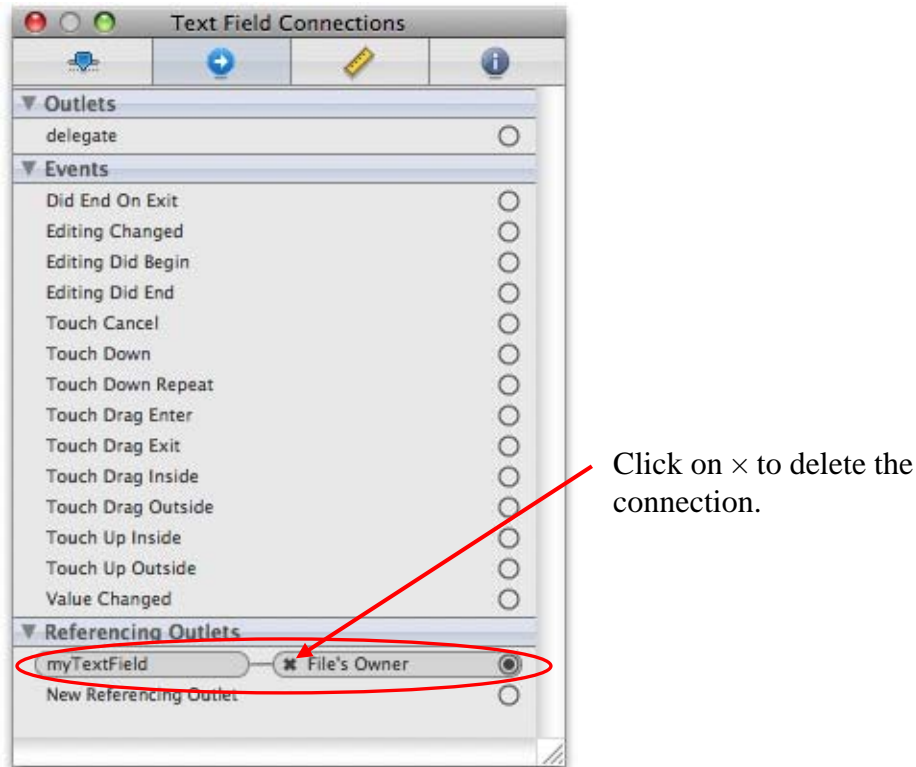 Text Field Connections
Outlets
delegate
Events
Did End On Exit
Editing Changed
Editing Did Begin
Editing Did End
Touch Cancel
Touch Down
Touch Down Repeat
Touch Drag Enter
Touch Drag Exit
Touch Drag Inside
Touch Drag Outside
Touch Up Inside
Touch Up Outside
Value Changed
Referencing Outlets
myTextField × File's Owner
New Referencing Outlet
Click on × to delete the
connection.